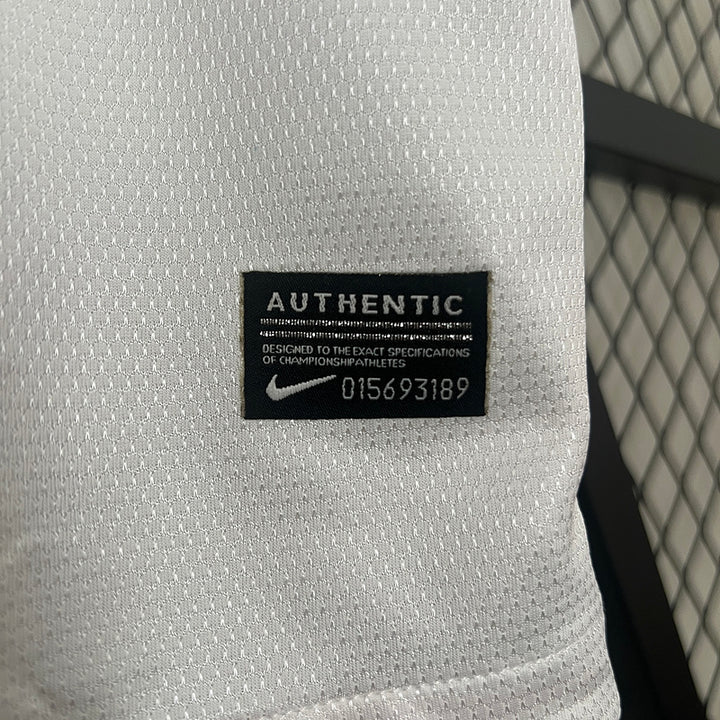 AUTHENTIC
DESIGNED TO THE EXACT SPECIFICATIONS
OF CHAMPIONSHIPATHLETES
015693189